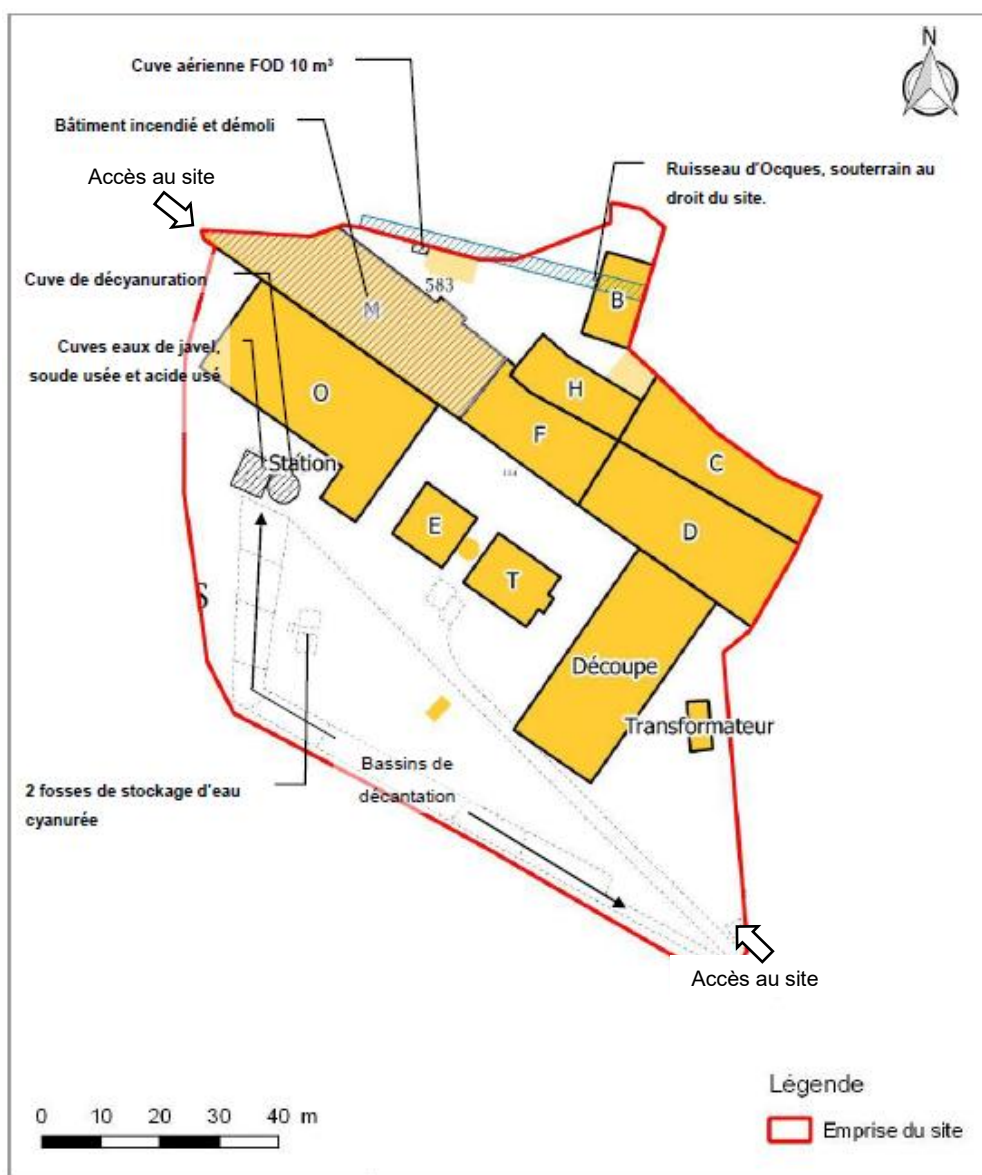 N
Cuve aérienne FOD 10 m³
Bâtiment incendié et démoli
Accès au site
Ruisseau d'Ocques, souterrain au
droit du site.
Cuve de décyanuration
583
B
M
Cuves eaux de javel,
soude usée et acide usé
O
H
F
C
Station
114
E
D
T
S
Découpe
Transformateur
Bassins de
décantation
2 fosses de stockage d'eau
cyanurée
Accès au site
Légende
Emprise du site
0 10 20 30 40 m